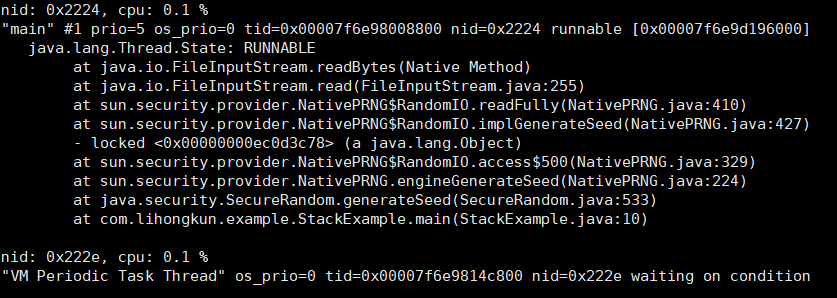 nid: 0x2224, cpu: 0.1 %
"main" #1 prio=5 os_prio=0 tid=0x00007f6e98008800 nid=0x2224 runnable [0x00007f6e9d196000]
java.lang.Thread.State: RUNNABLE
at java.io.FileInputStream.readBytes(Native Method)
at java.io.FileInputStream.read(FileInputStream.java:255)
at sun.security.provider.NativePRNG$RandomIO.readFully(NativePRNG.java:410)
at sun.security.provider.NativePRNG$RandomIO.implGenerateSeed(NativePRNG.java:427)
- locked <0x00000000ec0d3c78> (a java.lang.Object)
at sun.security.provider.NativePRNG$RandomIO.access$500(NativePRNG.java:329)
at sun.security.provider.NativePRNG.engineGenerateSeed(NativePRNG.java:224)
at java.security.SecureRandom.generateSeed(SecureRandom.java:533)
at com.lihongkun.example.StackExample.main(StackExample.java:10)
nid: 0x222e, cpu: 0.1 %
"VM Periodic Task Thread" os_prio=0 tid=0x00007f6e9814c800 nid=0x222e waiting on condition